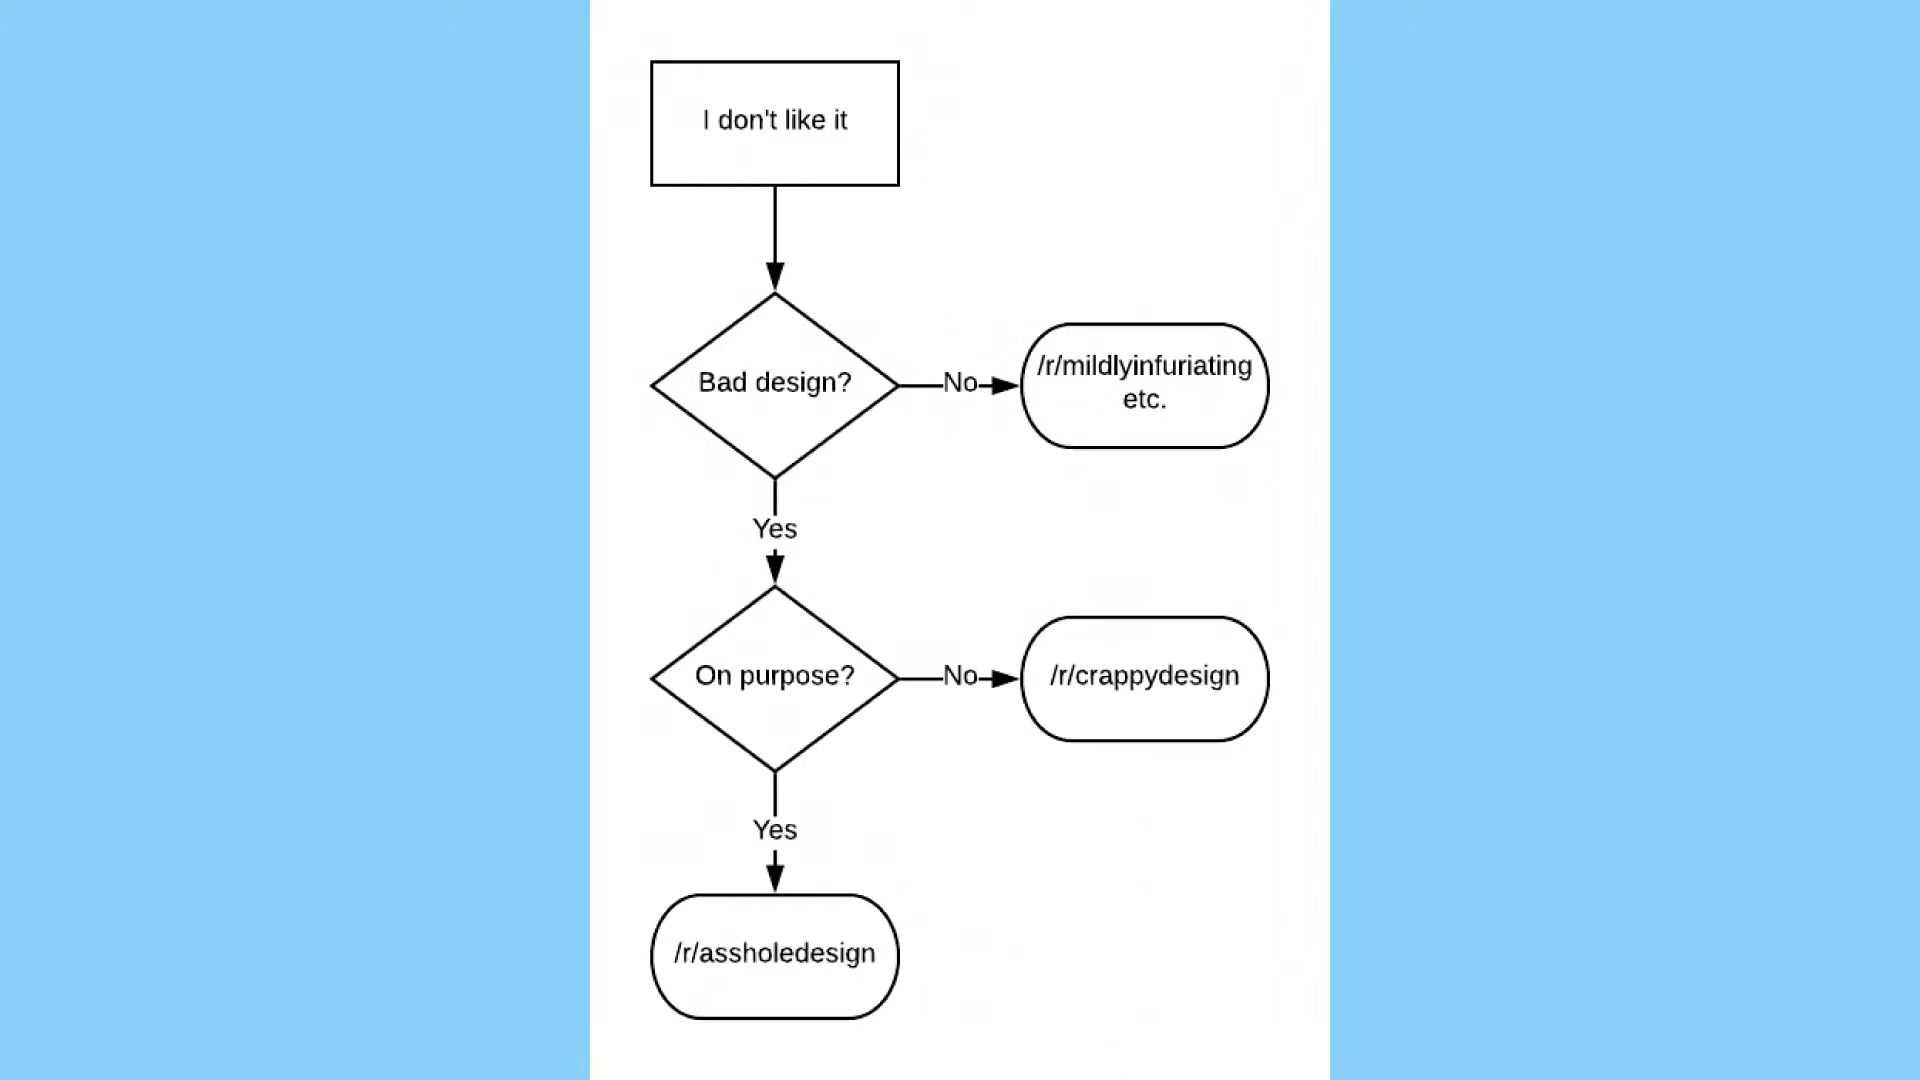 I don't like it
Bad design?
No
/r/mildlyinfuriating
etc.
Yes
On purpose?
No
/r/crappydesign
Yes
/r/assholedesign